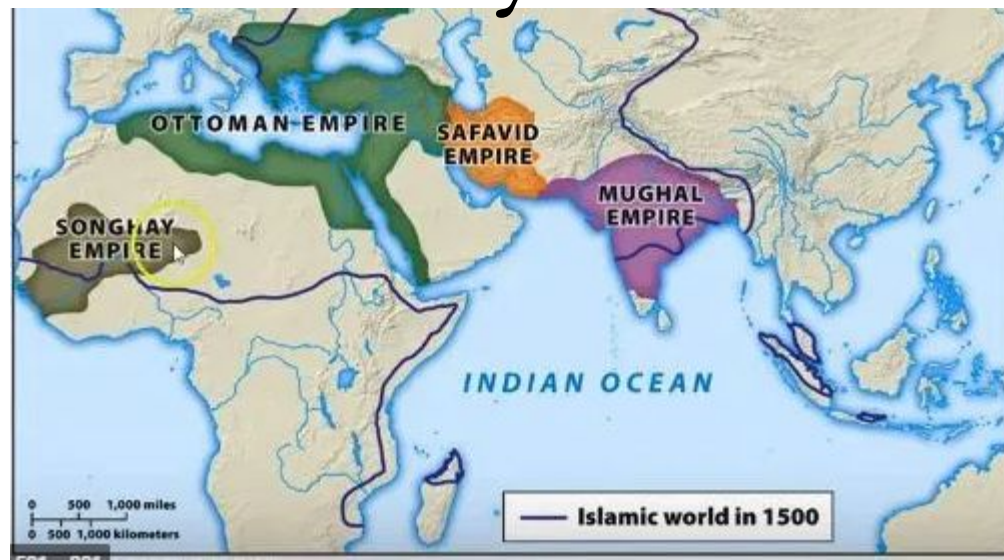 OTTOMAN EMPIRE
SAFAVID
EMPIRE
MUGHAL
EMPIRE
SONGHAY
EMPIRE
INDIAN OCEAN
0 500 1,000 miles
0 500 1,000 kilometers
Islamic world in 1500